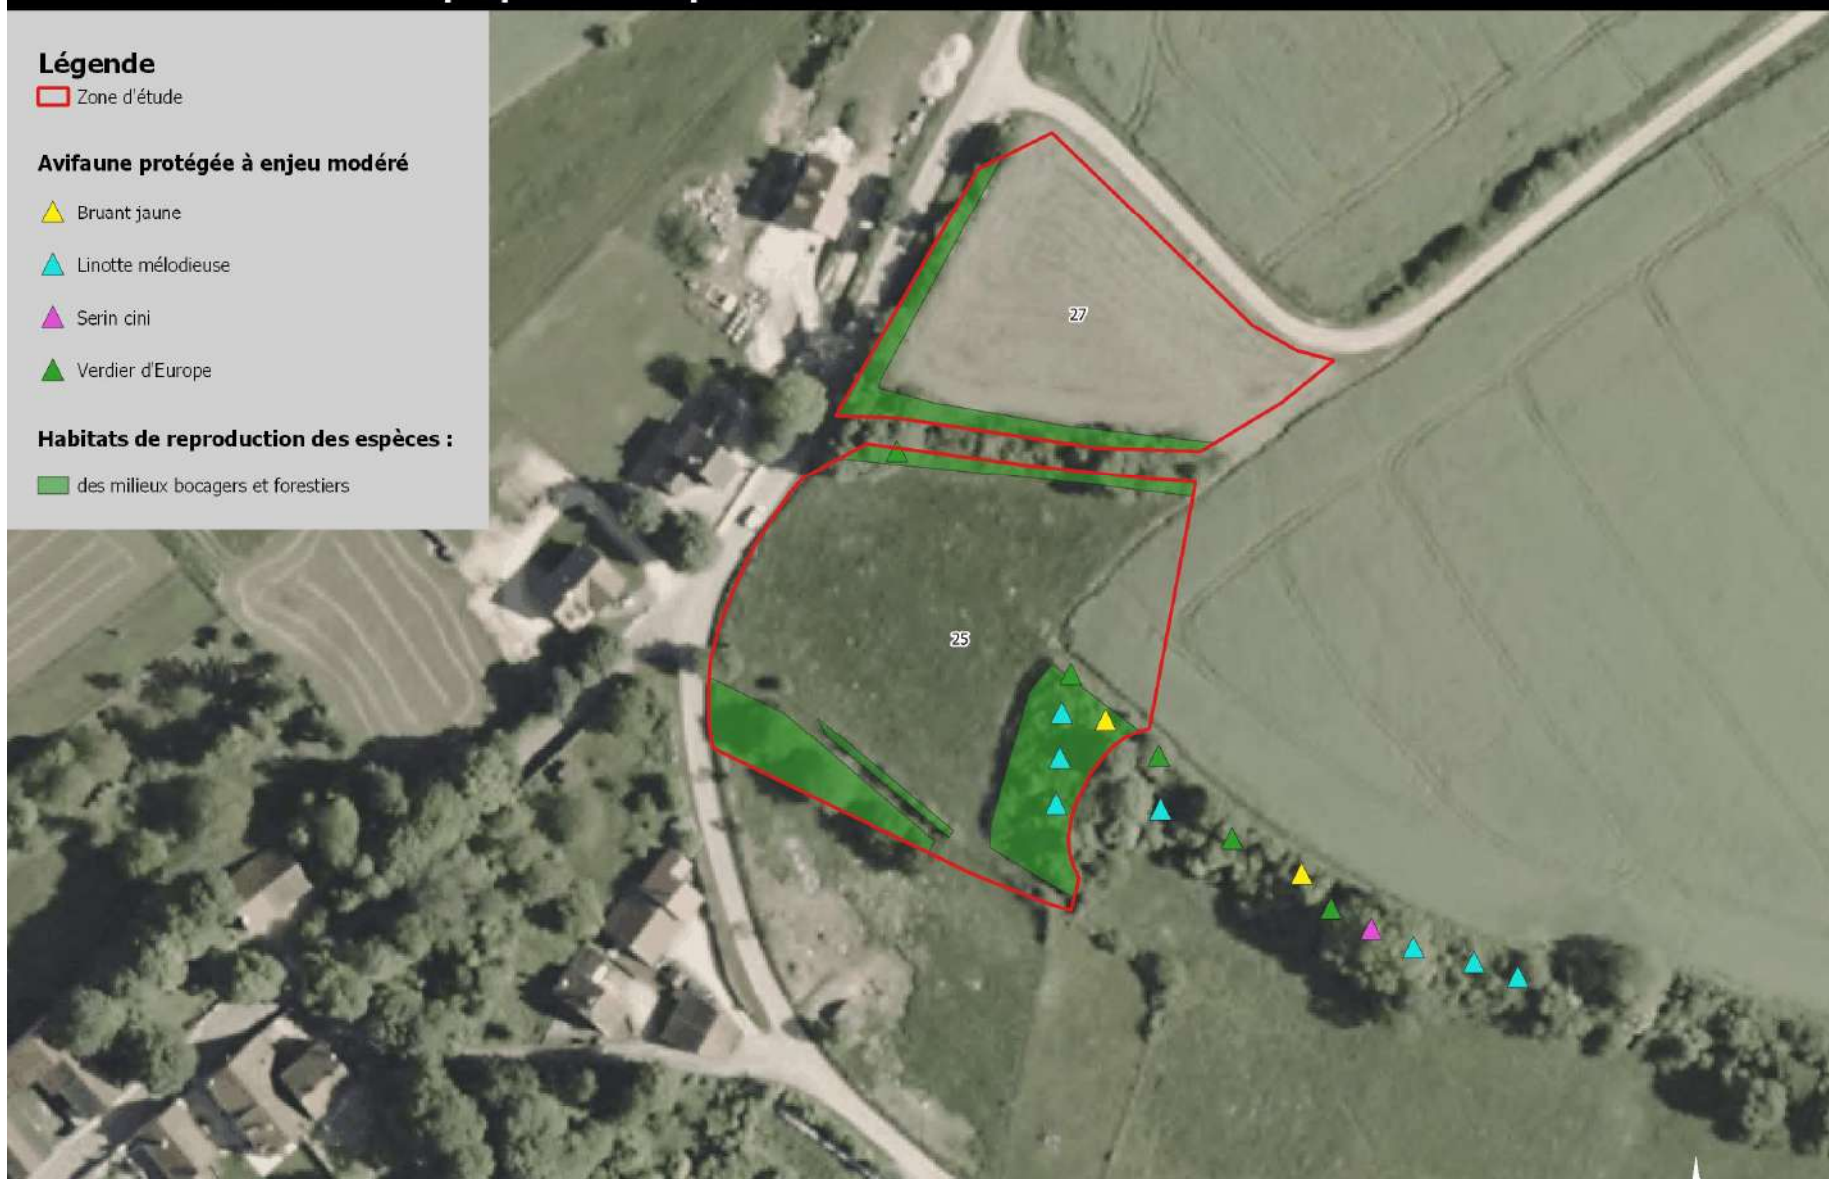 Légende
Zone d'étude
Avifaune protégée à enjeu modéré
Bruant jaune
Linotte mélodieuse
Serin cini
Verdier d'Europe
Habitats de reproduction des espèces :
des milieux bocagers et forestiers
27
25